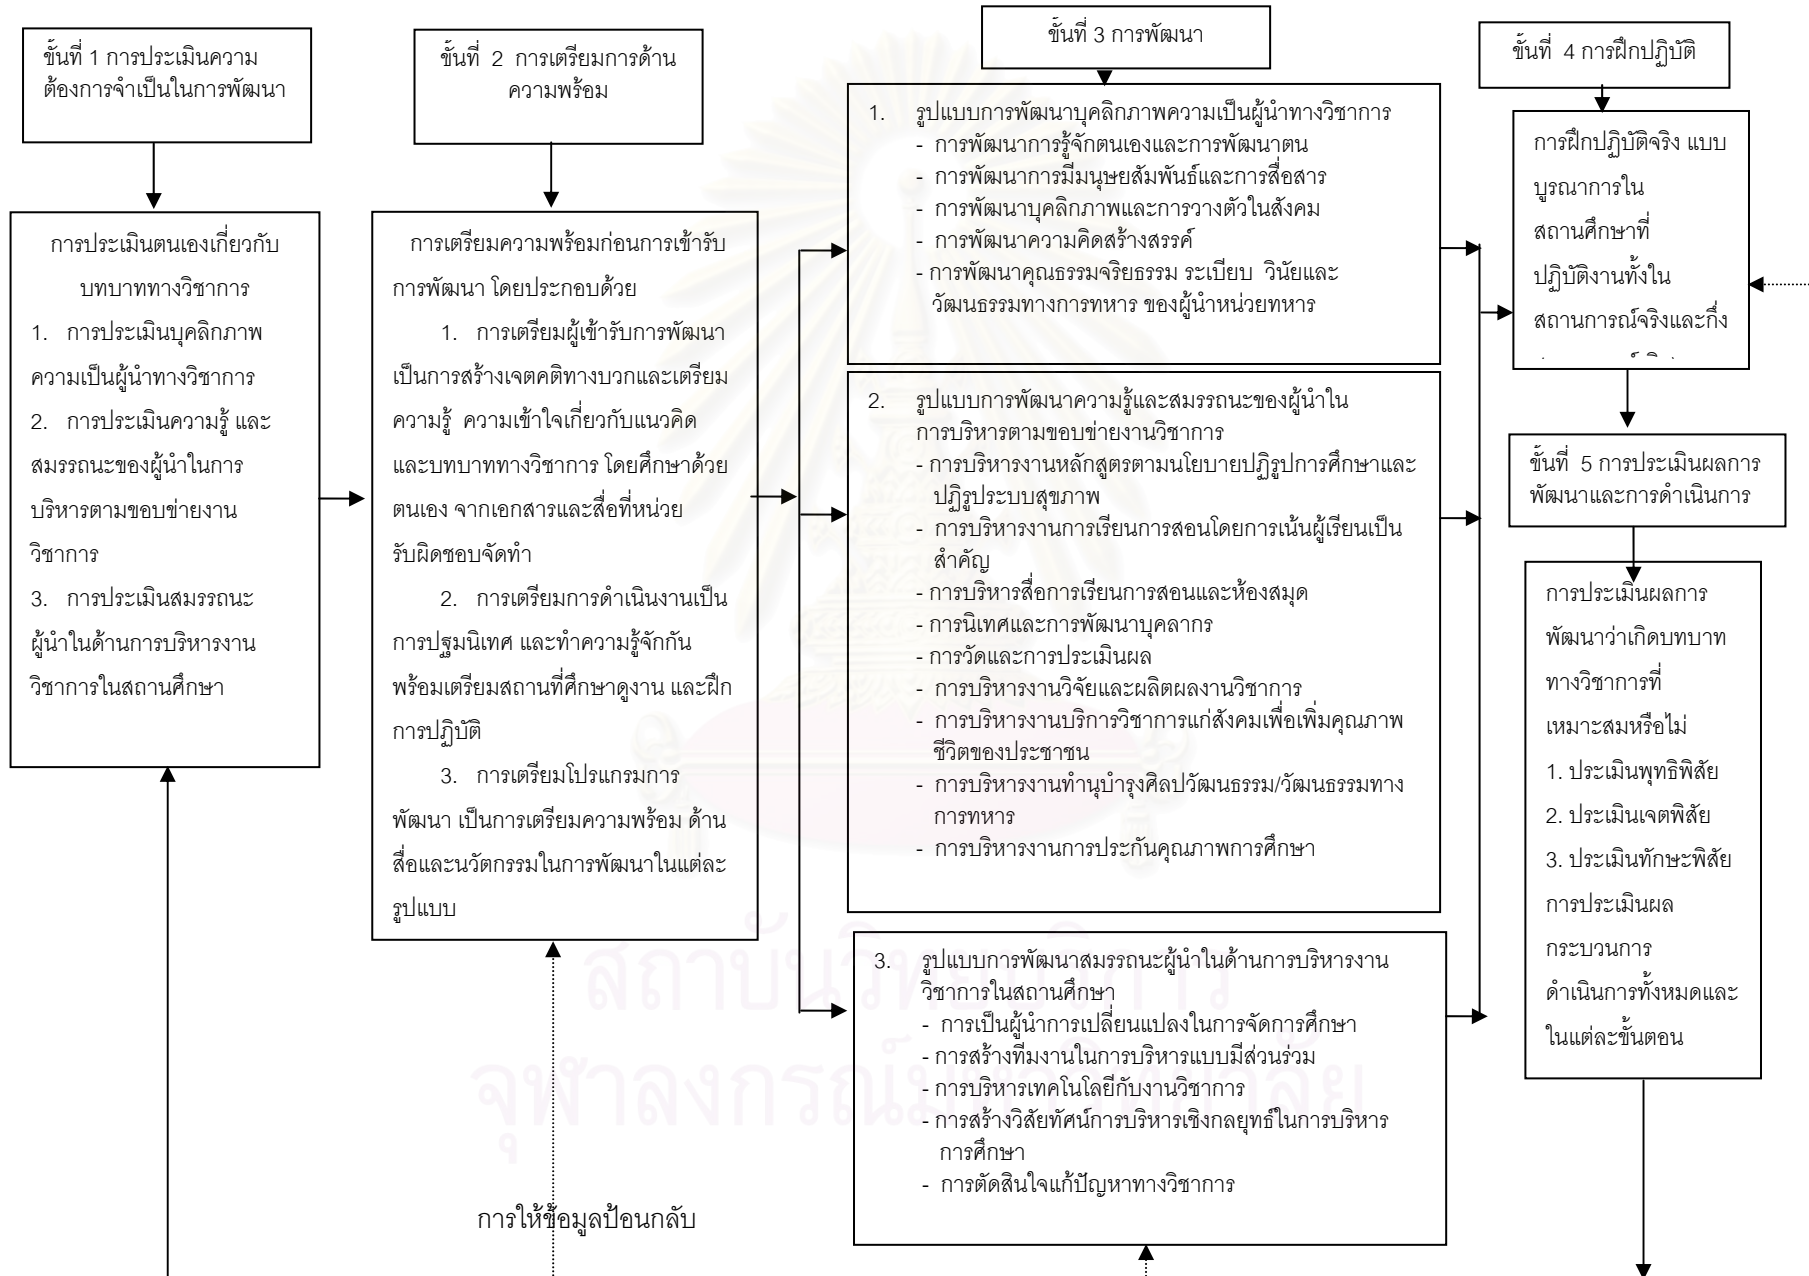 ขั้นที่ 1 การประเมินความ
ต้องการจำเป็นในการพัฒนา
การประเมินตนเองเกี่ยวกับ
บทบาททางวิชาการ
1. การประเมินบุคลิกภาพ
ความเป็นผู้นำทางวิชาการ
2. การประเมินความรู้ และ
สมรรถนะของผู้นำในการ
บริหารตามขอบข่ายงาน
วิชาการ
3. การประเมินสมรรถนะ
ผู้นำในด้านการบริหารงาน
วิชาการในสถานศึกษา
ขั้นที่ 2 การเตรียมการด้าน
ความพร้อม
การเตรียมความพร้อมก่อนการเข้ารับ
การพัฒนา โดยประกอบด้วย
1. การเตรียมผู้เข้ารับการพัฒนา
เป็นการสร้างเจตคติทางบวกและเตรียม
ความรู้ ความเข้าใจเกี่ยวกับแนวคิด
และบทบาททางวิชาการ โดยศึกษาด้วย
ตนเอง จากเอกสารและสื่อที่หน่วย
รับผิดชอบจัดทำ
2. การเตรียมการดำเนินงานเป็น
การปฐมนิเทศ และทำความรู้จักกัน
พร้อมเตรียมสถานที่ศึกษาดูงาน และฝึก
การปฏิบัติ
3. การเตรียมโปรแกรมการ
พัฒนา เป็นการเตรียมความพร้อม ด้าน
สื่อและนวัตกรรมในการพัฒนาในแต่ละ
รูปแบบ
ขั้นที่ 3 การพัฒนา
1. รูปแบบการพัฒนาบุคลิกภาพความเป็นผู้นำทางวิชาการ
- การพัฒนาการรู้จักตนเองและการพัฒนาตน
- การพัฒนาการมีมนุษยสัมพันธ์และการสื่อสาร
- การพัฒนาบุคลิกภาพและการวางตัวในสังคม
- การพัฒนาความคิดสร้างสรรค์
- การพัฒนาคุณธรรมจริยธรรม ระเบียบ วินัยและ
วัฒนธรรมทางการทหาร ของผู้นำหน่วยทหาร
2. รูปแบบการพัฒนาความรู้และสมรรถนะของผู้นำใน
การบริหารตามขอบข่ายงานวิชาการ
- การบริหารงานหลักสูตรตามนโยบายปฏิรูปการศึกษาและ
ปฏิรูประบบสุขภาพ
- การบริหารงานการเรียนการสอนโดยการเน้นผู้เรียนเป็น
สำคัญ
- การบริหารสื่อการเรียนการสอนและห้องสมุด
- การนิเทศและการพัฒนาบุคลากร
- การวัดและการประเมินผล
- การบริหารงานวิจัยและผลิตผลงานวิชาการ
- การบริหารงานบริการวิชาการแก่สังคมเพื่อเพิ่มคุณภาพ
ชีวิตของประชาชน
- การบริหารงานทำนุบำรุงศิลปวัฒนธรรม/วัฒนธรรมทาง
การทหาร
- การบริหารงานการประกันคุณภาพการศึกษา
3. รูปแบบการพัฒนาสมรรถนะผู้นำในด้านการบริหารงาน
วิชาการในสถานศึกษา
- การเป็นผู้นำการเปลี่ยนแปลงในการจัดการศึกษา
- การสร้างทีมงานในการบริหารแบบมีส่วนร่วม
- การบริหารเทคโนโลยีกับงานวิชาการ
- การสร้างวิสัยทัศน์การบริหารเชิงกลยุทธ์ในการบริหาร
การศึกษา
- การตัดสินใจแก้ปัญหาทางวิชาการ
ขั้นที่ 4 การฝึกปฏิบัติ
การฝึกปฏิบัติจริง แบบ
บูรณาการใน
สถานศึกษาที่
ปฏิบัติงานทั้งใน
สถานการณ์จริงและกึ่ง
ขั้นที่ 5 การประเมินผลการ
พัฒนาและการดำเนินการ
การประเมินผลการ
พัฒนาว่าเกิดบทบาท
ทางวิชาการที่
เหมาะสมหรือไม่
1. ประเมินพุทธิพิสัย
2. ประเมินเจตพิสัย
3. ประเมินทักษะพิสัย
การประเมินผล
กระบวนการ
ดำเนินการทั้งหมดและ
ในแต่ละขั้นตอน
การให้ข้อมูลป้อนกลับ
สถาบันวิทยบริการ
จุฬาลงกรณ์มหาวิทยาลัย